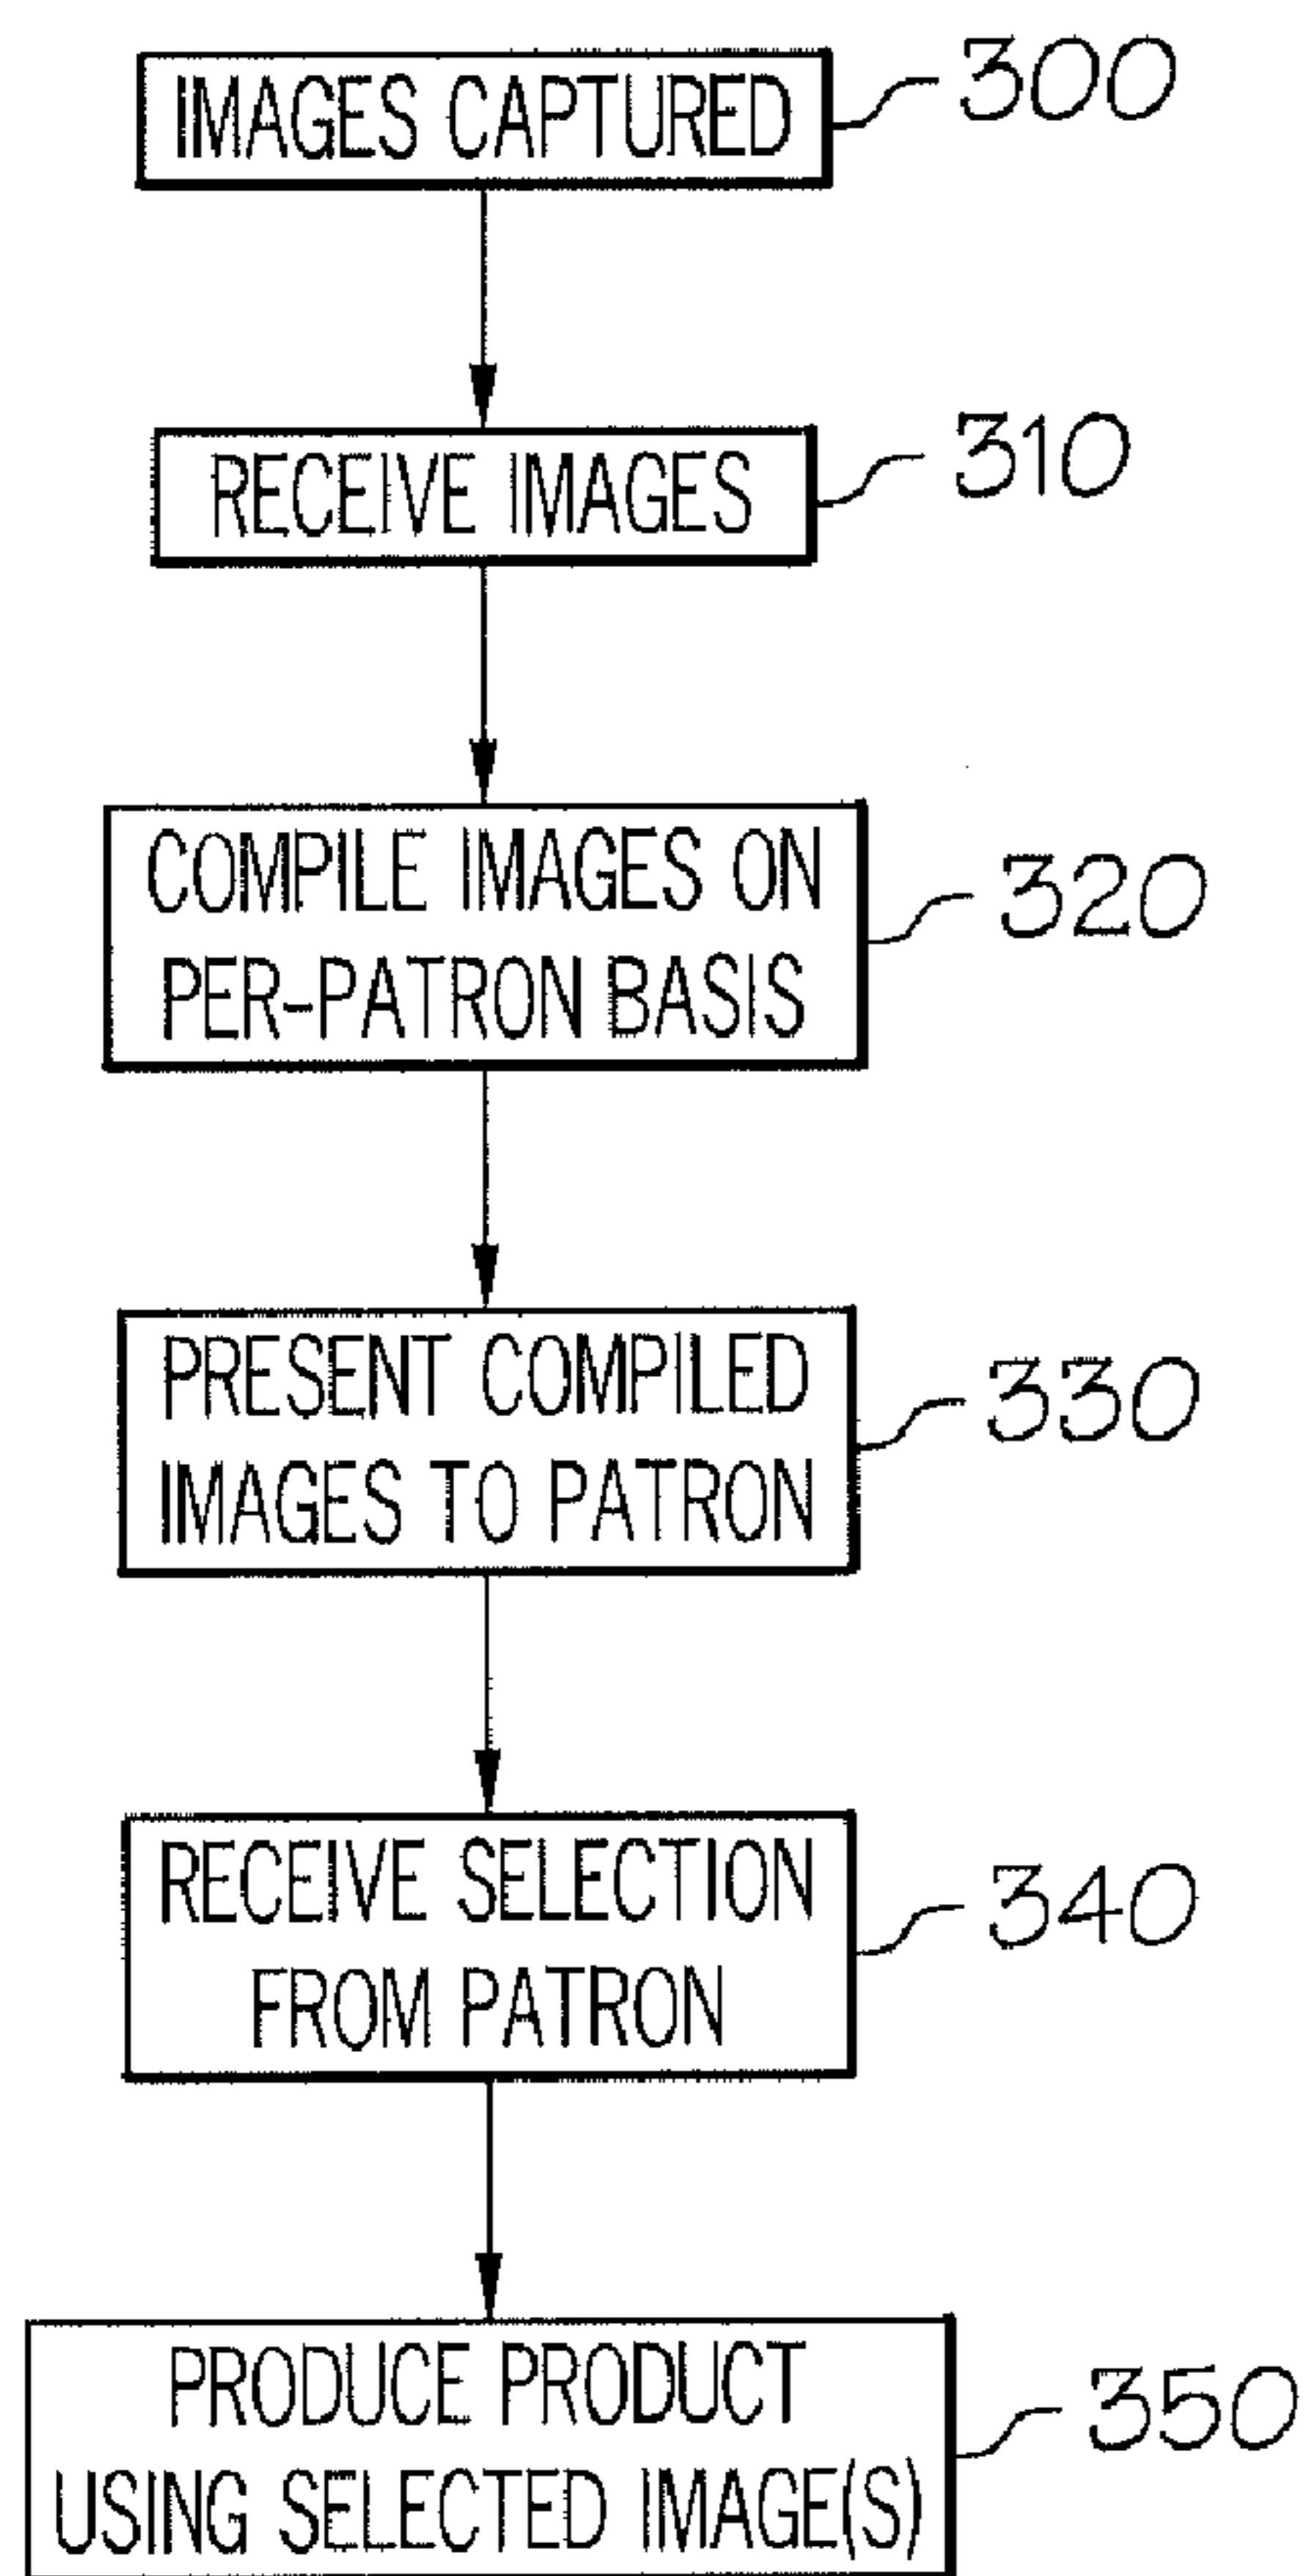 IMAGES CAPTURED
300
RECEIVE IMAGES
310
COMPILE IMAGES ON
PER-PATRON BASIS
320
PRESENT COMPILED
IMAGES TO PATRON
330
RECEIVE SELECTION
FROM PATRON
340
PRODUCE PRODUCT
USING SELECTED IMAGE(S)
350